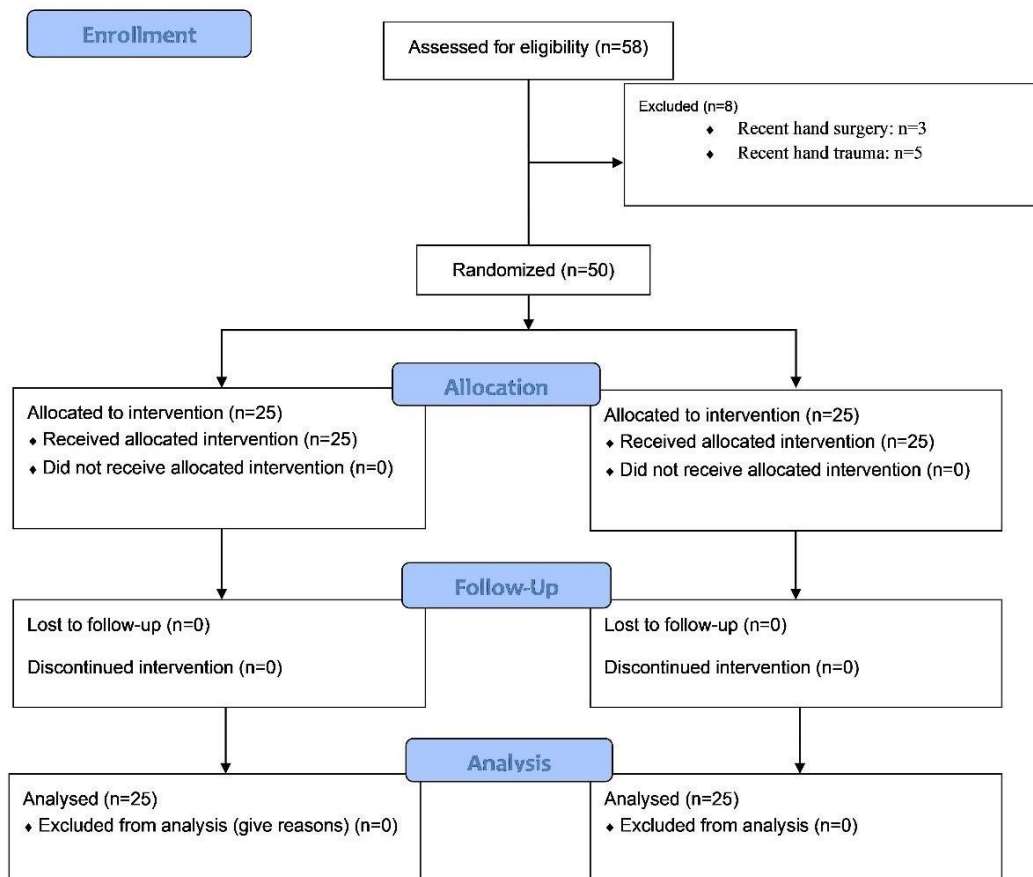 Enrollment
Assessed for eligibility (n=58)
Excluded (n=8)
♦ Recent hand surgery: n=3
♦ Recent hand trauma: n=5
Randomized (n=50)
Allocation
Allocated to intervention (n=25)
♦ Received allocated intervention (n=25)
♦ Did not receive allocated intervention (n=0)
Allocated to intervention (n=25)
♦ Received allocated intervention (n=25)
♦ Did not receive allocated intervention (n=0)
Follow-Up
Lost to follow-up (n=0)
Discontinued intervention (n=0)
Lost to follow-up (n=0)
Discontinued intervention (n=0)
Analysis
Analysed (n=25)
♦ Excluded from analysis (give reasons) (n=0)
Analysed (n=25)
♦ Excluded from analysis (n=0)